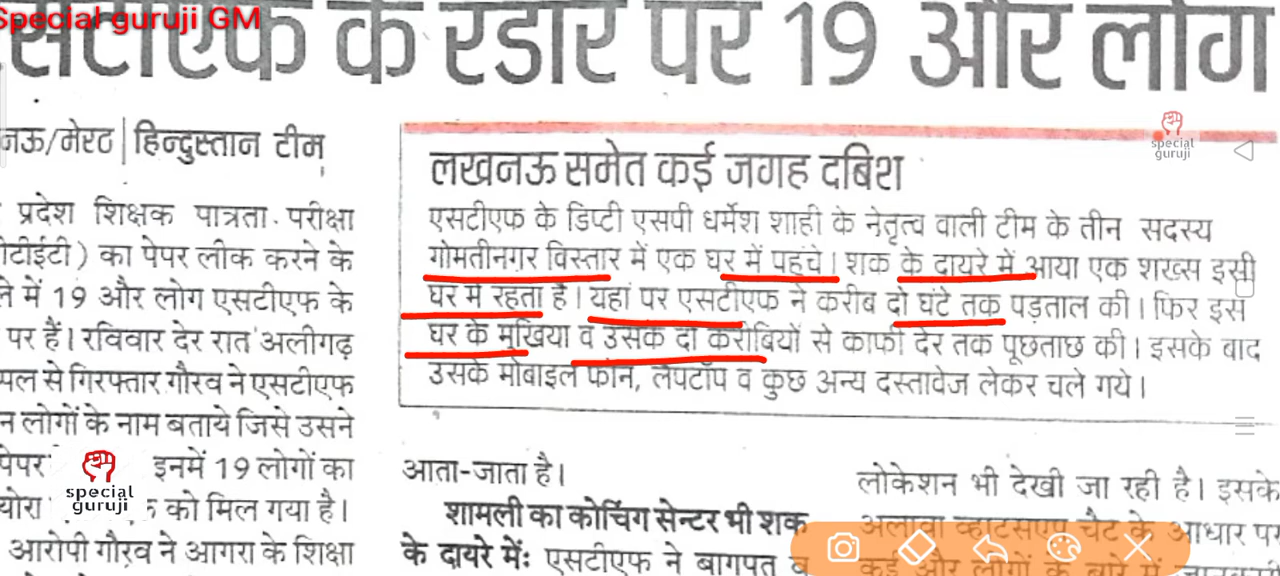 Special guruji GM
एसटीएफ के रडार पर 19 और लोग
नऊ/मेरठ | हिन्दुस्तान टीम
प्रदेश शिक्षक पात्रता परीक्षा
टीईटी) का पेपर लीक करने के
में 19 और लोग एसटीएफ के
पर हैं। रविवार देर रात अलीगढ़
से गिरफ्तार गौरव ने एसटीएफ
न लोगों के नाम बताये जिसे उसने
पेपर इनमें 19 लोगों का
योरा को मिल गया है।
आरोपी गौरव ने आगरा के शिक्षा
special
guruji
लखनऊ समेत कई जगह दबिश
एसटीएफ के डिप्टी एसपी धर्मेश शाही के नेतृत्व वाली टीम के तीन सदस्य
गोमतीनगर विस्तार में एक घर में पहुंचे। शक के दायरे में आया एक शख्स इसी
घर में रहता है। यहां पर एसटीएफ ने करीब दो घंटे तक पड़ताल की। फिर इस
घर के मुखिया व उसके दो करीबियों से काफी देर तक पूछताछ की। इसके बाद
उसके मोबाइल फोन, लैपटॉप व कुछ अन्य दस्तावेज लेकर चले गये।
special
guruji
आता-जाता है।
शामली का कोचिंग सेन्टर भी शक
के दायरे में: एसटीएफ ने बागपत व
लोकेशन भी देखी जा रही है। इसके
अलावा व्हाटसएप चैट के आधार पर
कई और लोगों के बारे में जानकारी